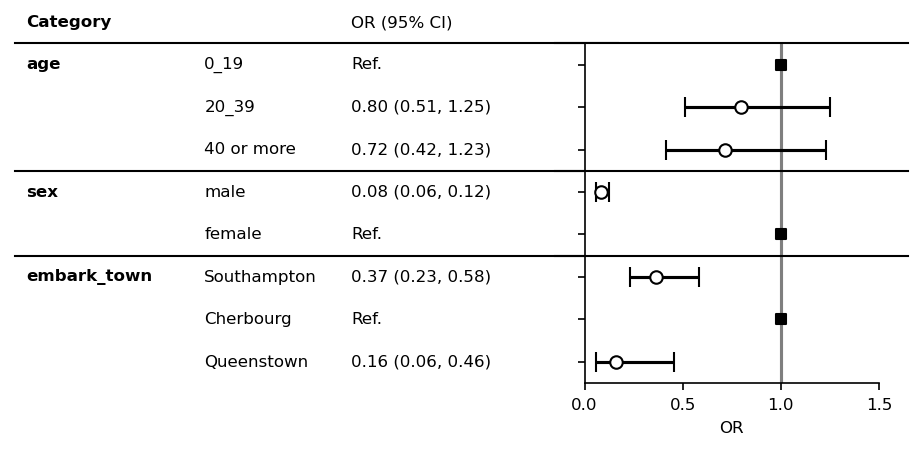 Category OR (95% CI)
age 0_19 Ref.
20_39 0.80 (0.51, 1.25)
40 or more 0.72 (0.42, 1.23)
sex male 0.08 (0.06, 0.12)
female Ref.
embark_town Southampton 0.37 (0.23, 0.58)
Cherbourg Ref.
Queenstown 0.16 (0.06, 0.46)
0.0 0.5 1.0 1.5
OR